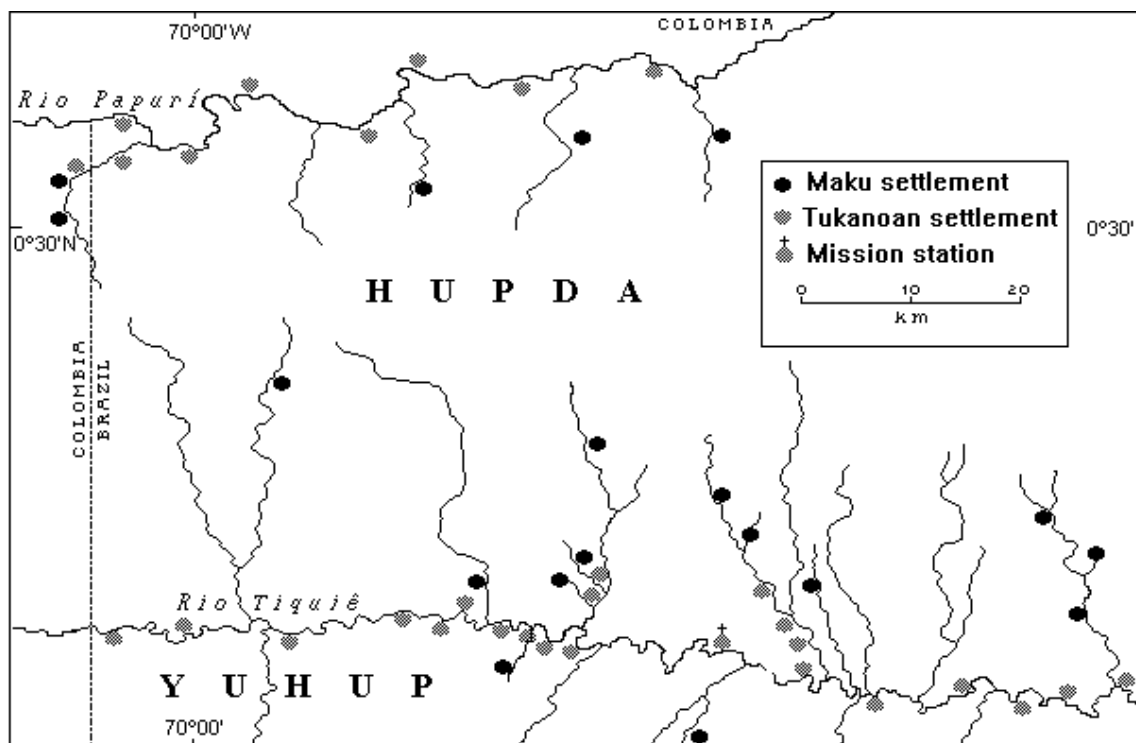 70°00'W
COLOMBIA
Rio Papurí
Maku settlement
Tukanoan settlement
Mission station
0°30'N
0°30'
0 10 20
km
H U P D A
COLOMBIA
BRAZIL
Rio Tiquié
Y U H U P
70°00'